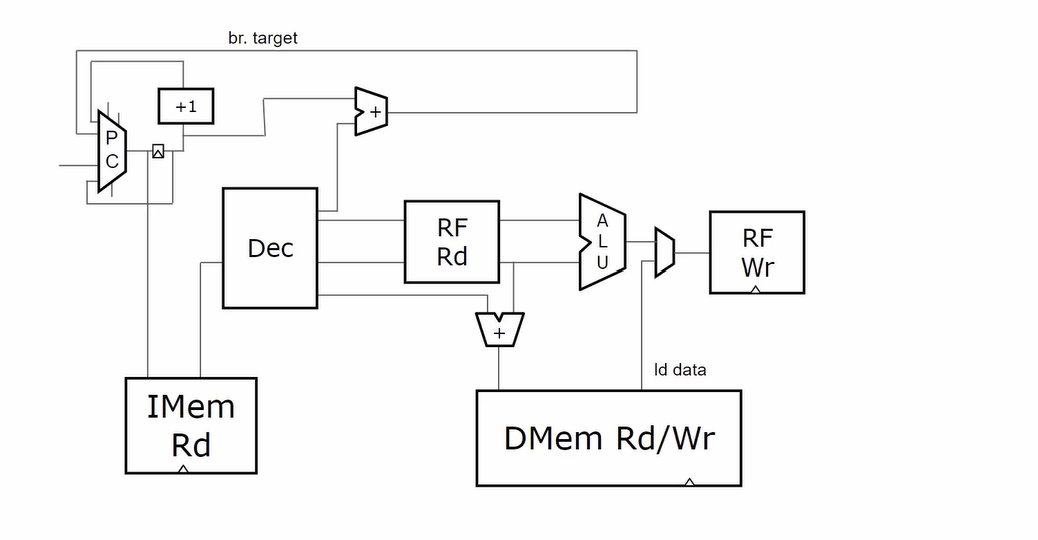 br. target
+1
+
P
C
Dec
RF
Rd
A
L
U
RF
Wr
+
ld data
IMem
Rd
DMem Rd/Wr